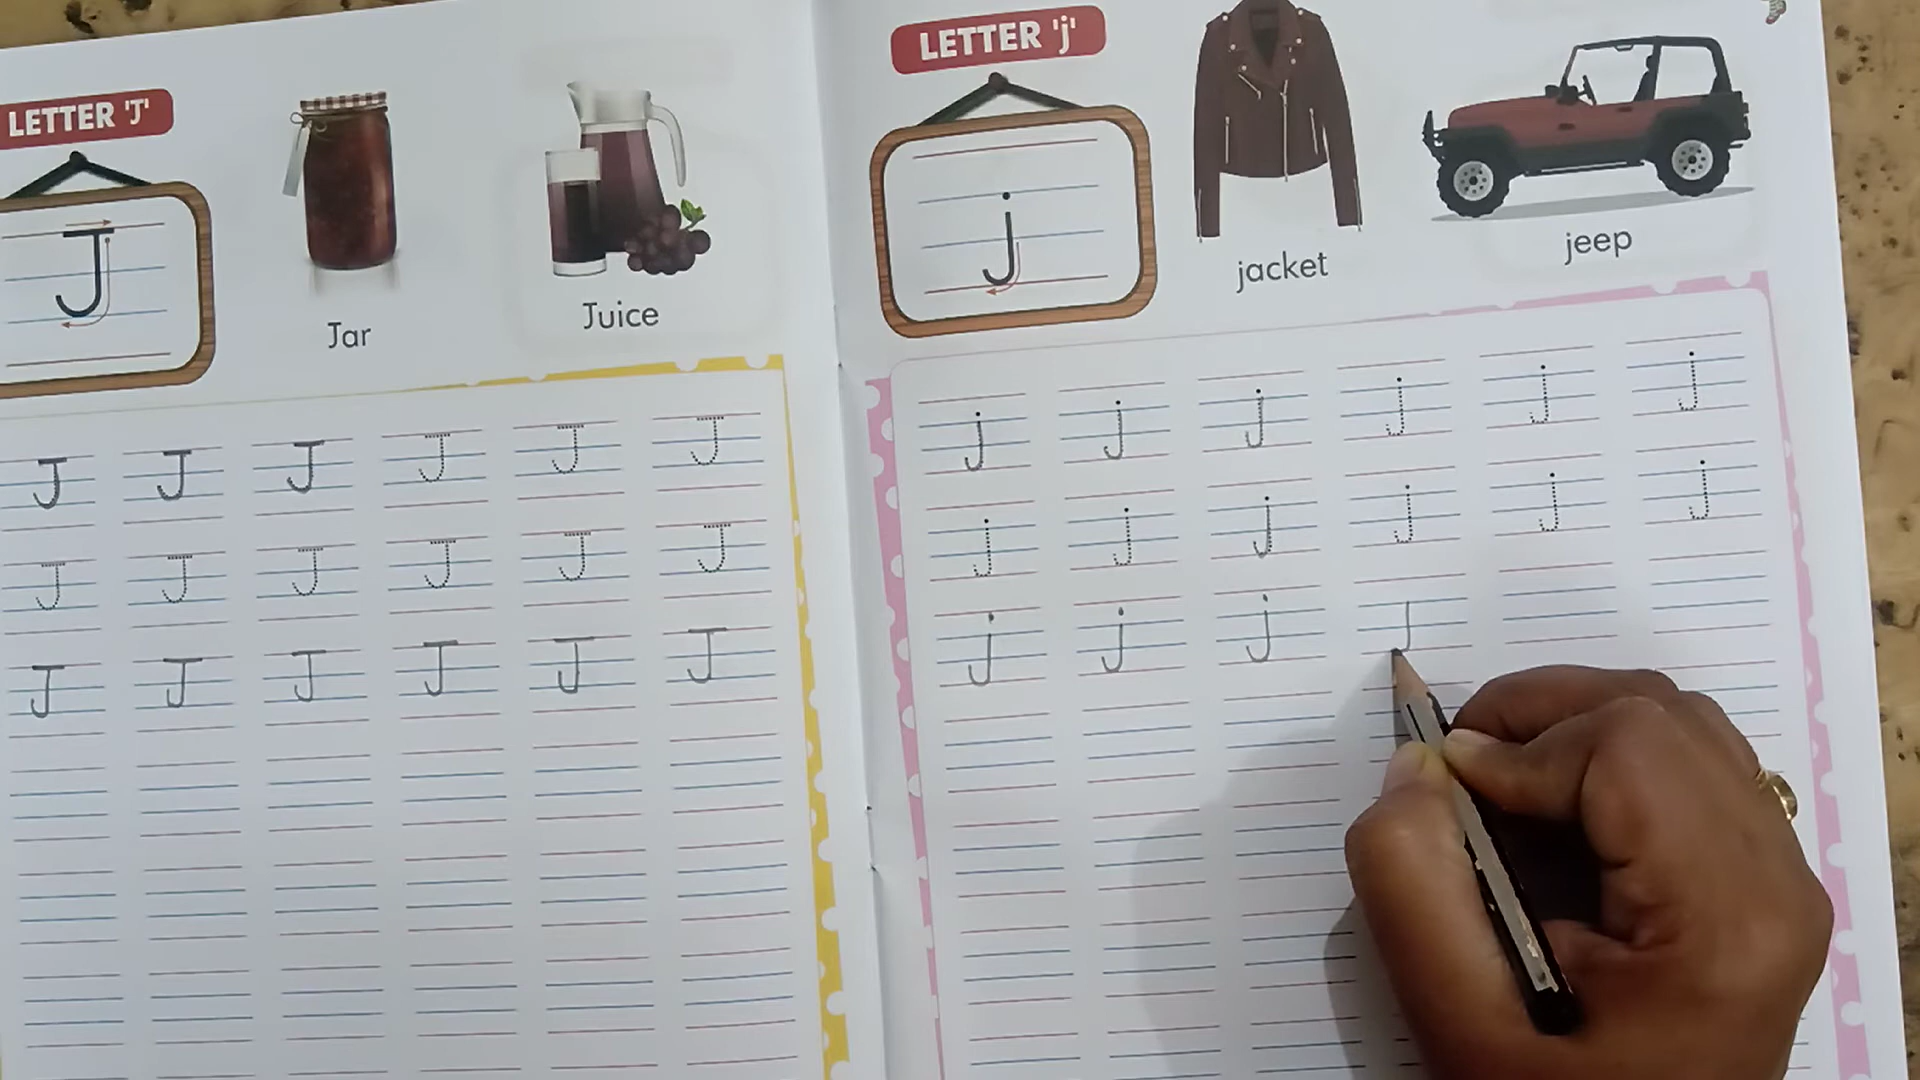 LETTER 'J'
J
Jar
Juice
J J J J J J
J J J J J J
J J J J J J
LETTER 'j'
j
jacket
jeep
j j j j j j
j j j j j j
j j j j